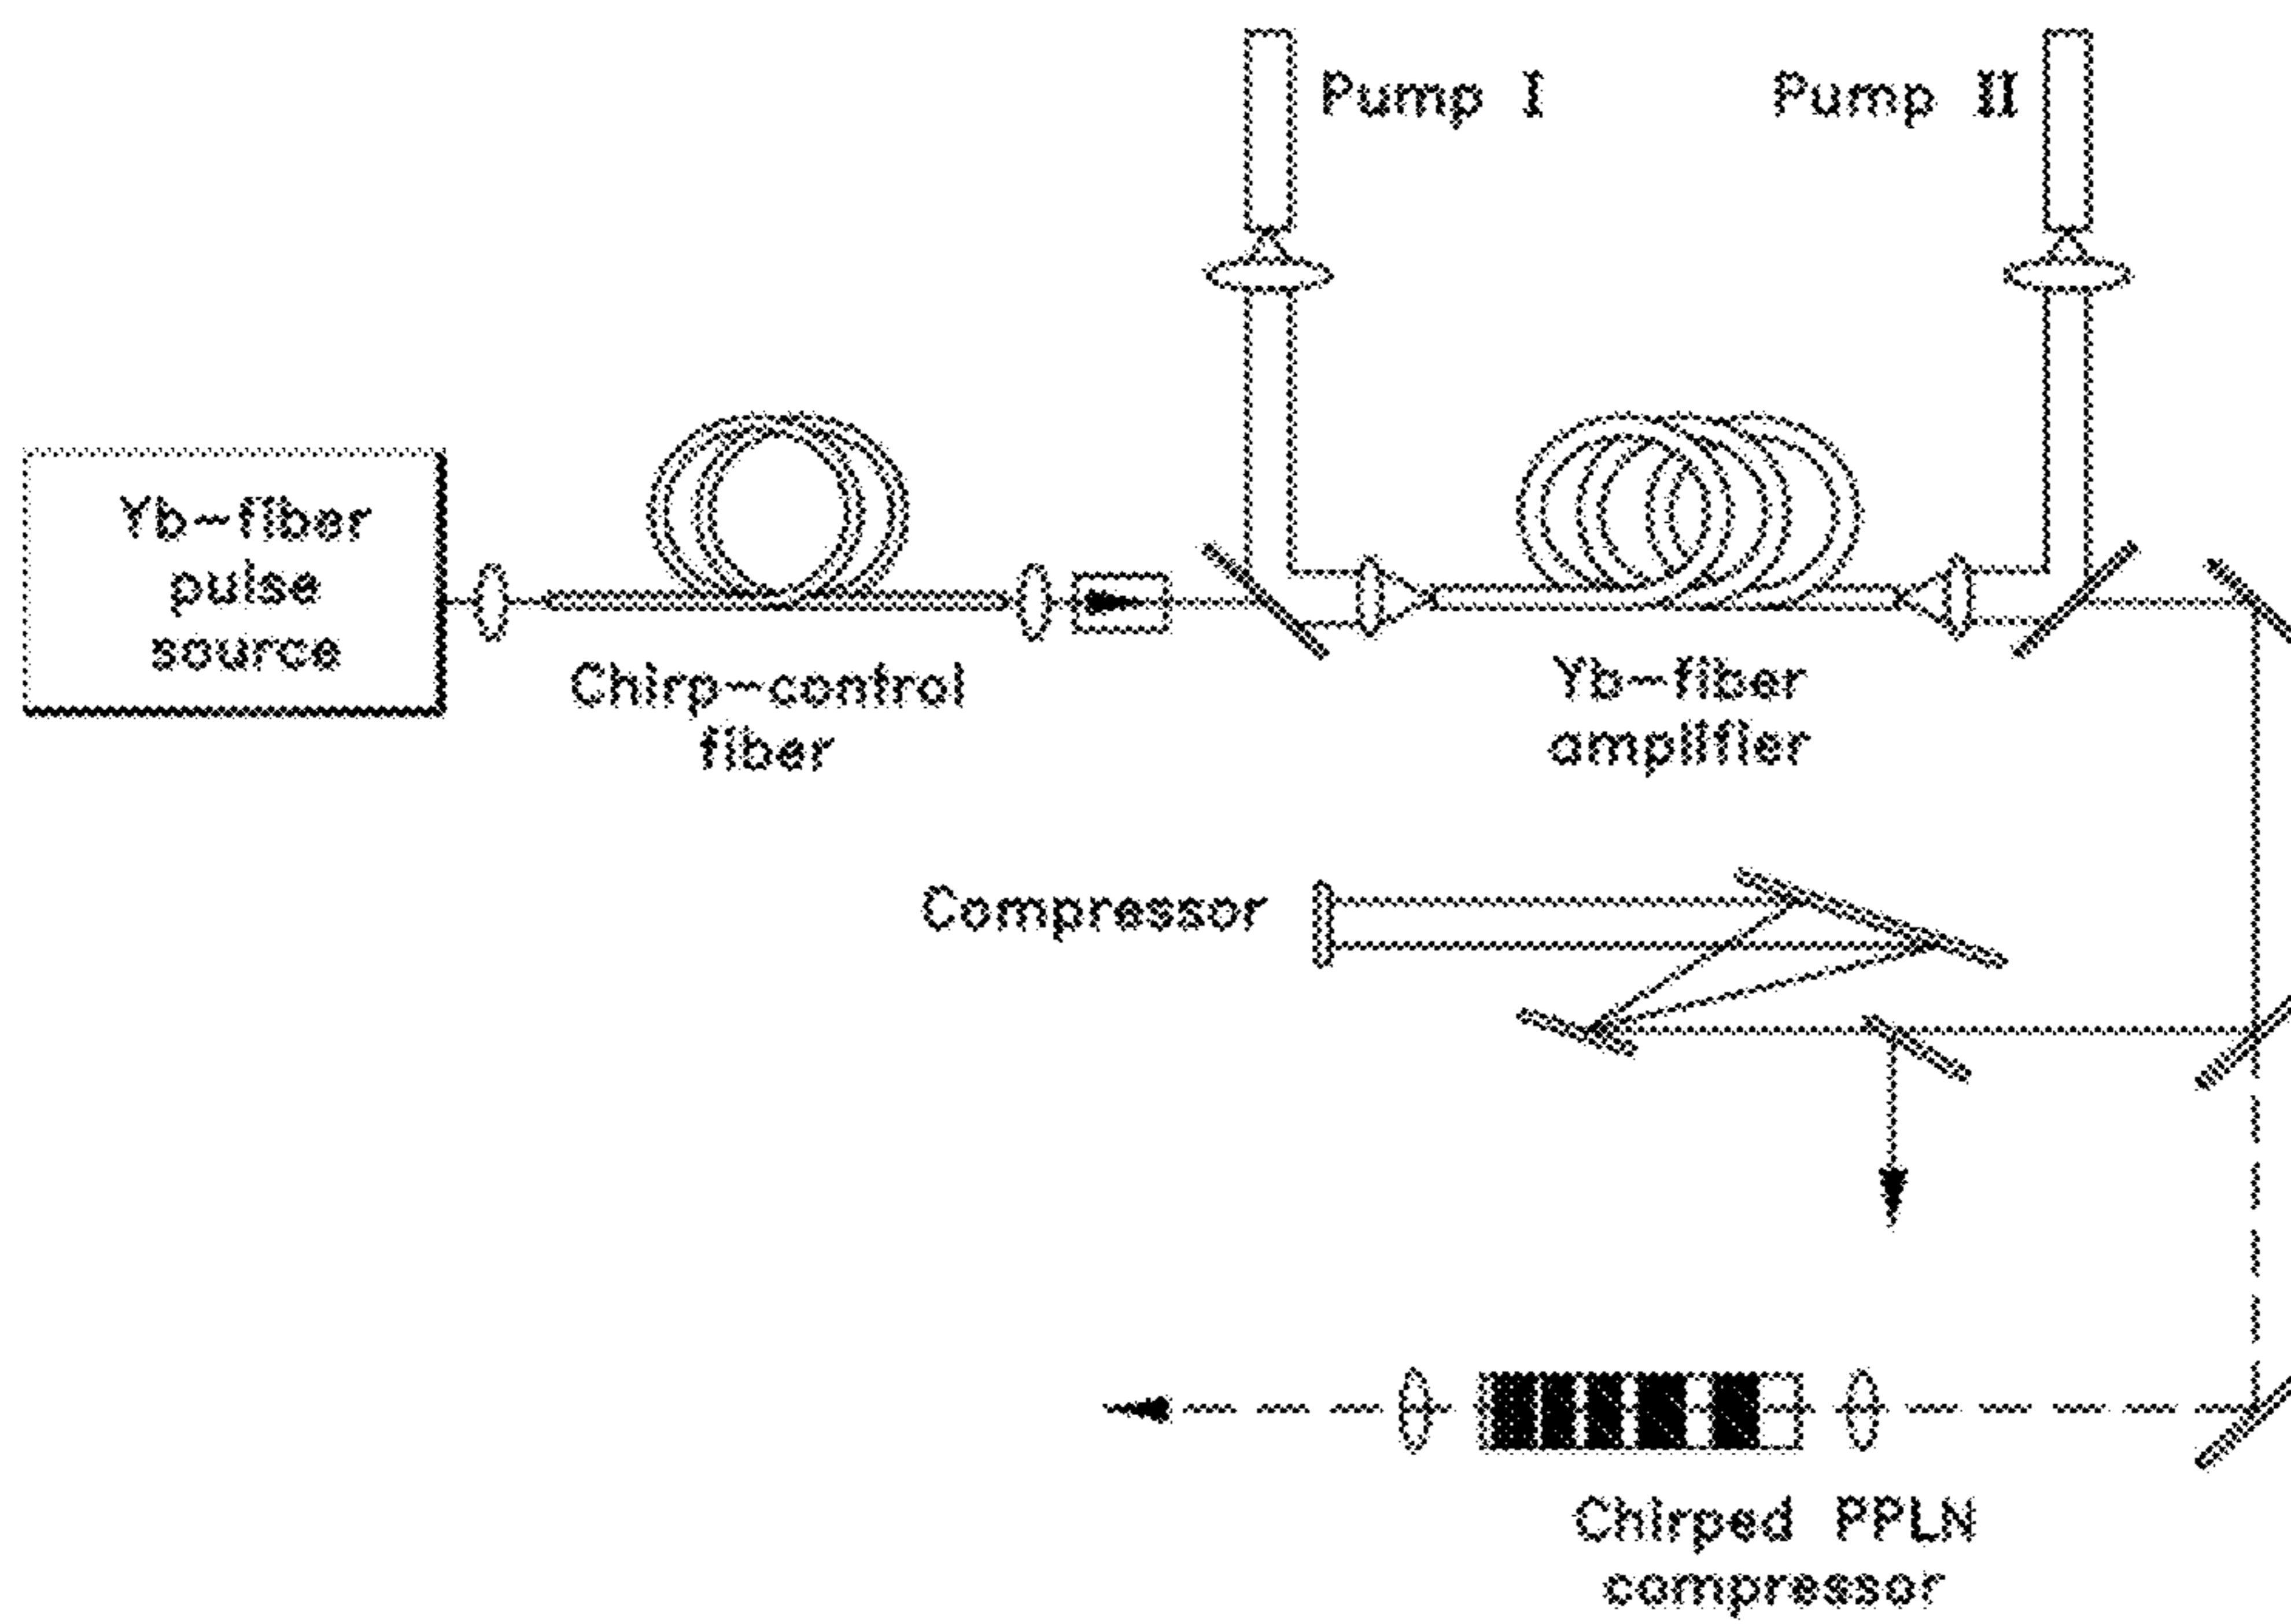 Pump I
Pump II
Yb-fiber
pulse
source
Chirp-control
fiber
Yb-fiber
amplifier
Compressor
Chirped PPLN
compressor